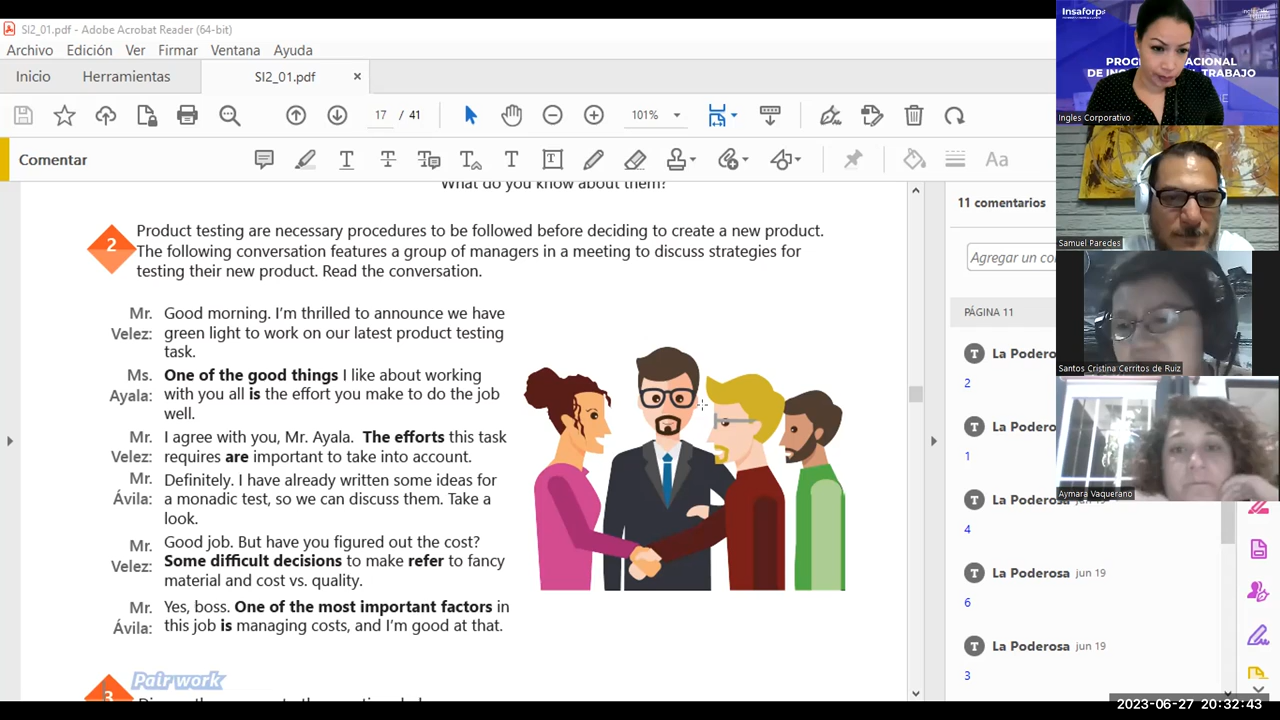 SI2_01.pdf - Adobe Acrobat Reader (64-bit)
Archivo Edición Ver Firmar Ventana Ayuda
Inicio Herramientas SI2_01.pdf ×
17 / 41 101%
Comentar
What do you know about them?
2 Product testing are necessary procedures to be followed before deciding to create a new product.
The following conversation features a group of managers in a meeting to discuss strategies for
testing their new product. Read the conversation.
Mr. Good morning. I'm thrilled to announce we have
Velez: green light to work on our latest product testing
task.
Ms. One of the good things I like about working
Ayala: with you all is the effort you make to do the job
well.
Mr. I agree with you, Mr. Ayala. The efforts this task
Velez: requires are important to take into account.
Mr. Definitely. I have already written some ideas for
Ávila: a monadic test, so we can discuss them. Take a
look.
Mr. Good job. But have you figured out the cost?
Velez: Some difficult decisions to make refer to fancy
material and cost vs. quality.
Mr. Yes, boss. One of the most important factors in
Ávila: this job is managing costs, and I'm good at that.
3 Pair work
11 comentarios
Agregar un co
PÁGINA 11
T La Poderos
2
T La Poderos
1
T La Poderos
4
T La Poderosa jun 19
6
T La Poderosa jun 19
3
Insaforp
Ingles Corporativo
Samuel Paredes
Santos Cristina Cerritos de Ruiz
Aymara Vaquerano
2023-06-27 20:32:43